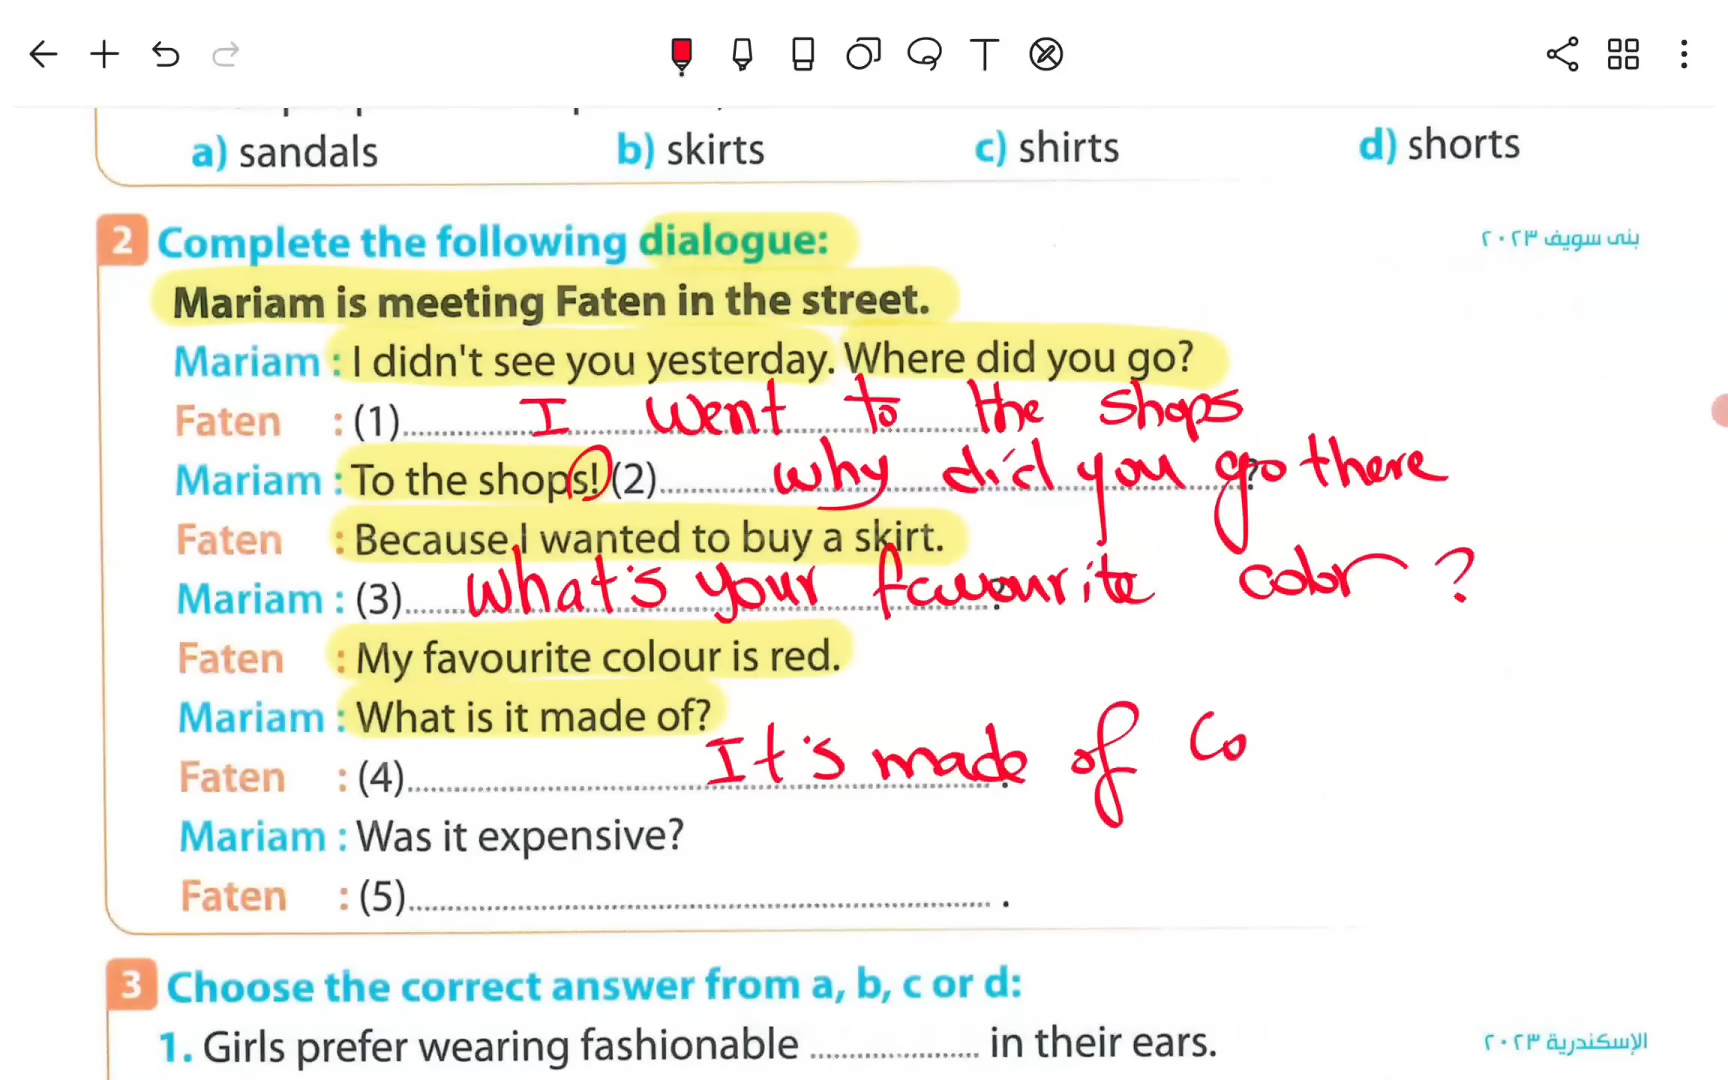 a) sandals b) skirts c) shirts d) shorts
2 Complete the following dialogue: بنى سويف ٢٠٢٣
Mariam is meeting Faten in the street.
Mariam : I didn't see you yesterday. Where did you go?
Faten : (1).................... I went to the shops
Mariam : To the shops! (2).................... why did you go there ?
Faten : Because I wanted to buy a skirt.
Mariam : (3).................... What's your favourite color ?
Faten : My favourite colour is red.
Mariam : What is it made of?
Faten : (4).................... It's made of Co
Mariam : Was it expensive?
Faten : (5).................... .
3 Choose the correct answer from a, b, c or d:
1. Girls prefer wearing fashionable .................... in their ears. الإسكندرية ٢٠٢٣